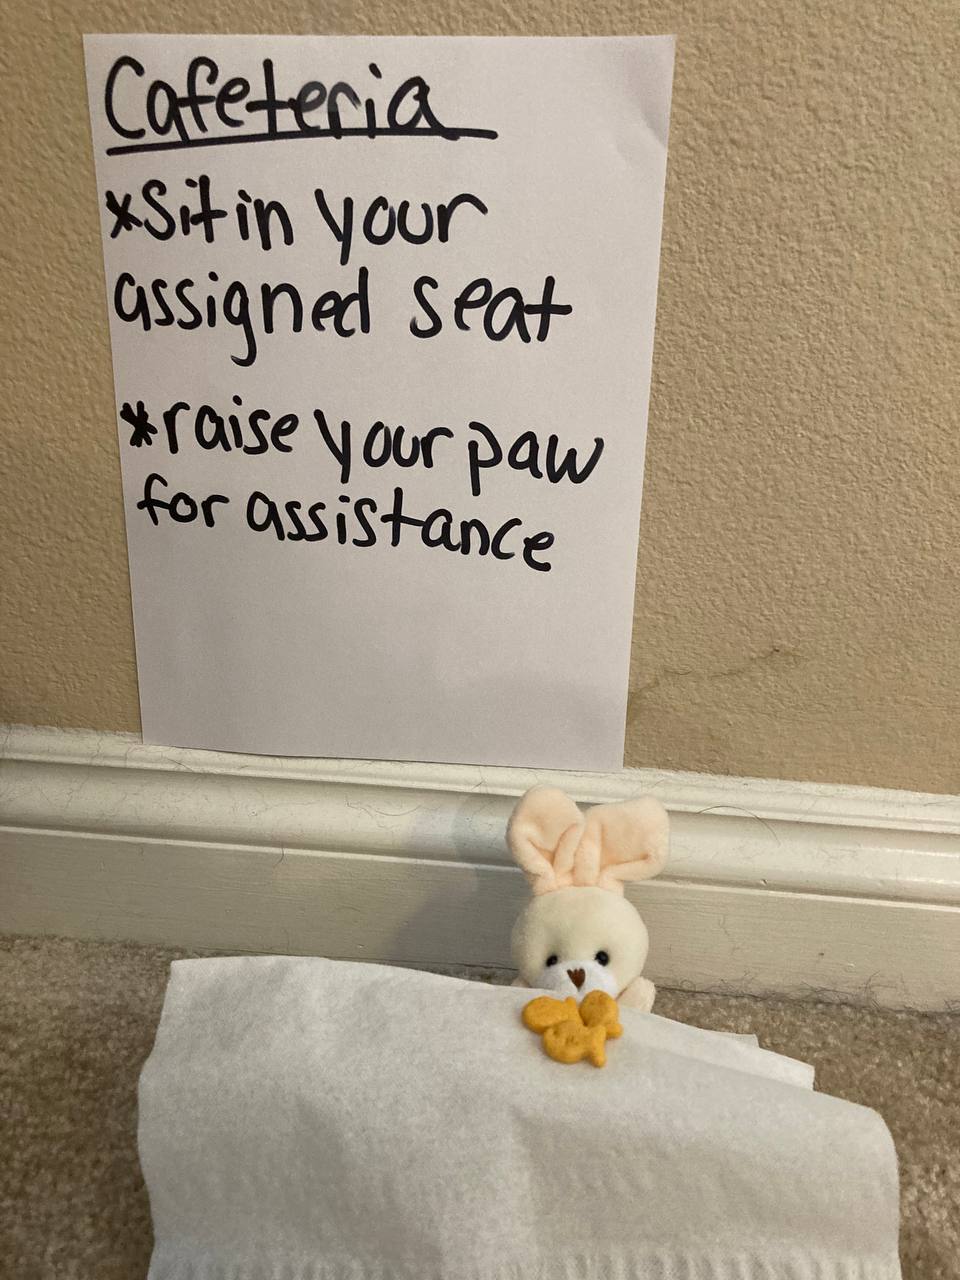 Cafeteria
*Sit in your
assigned seat
*raise your paw
for assistance